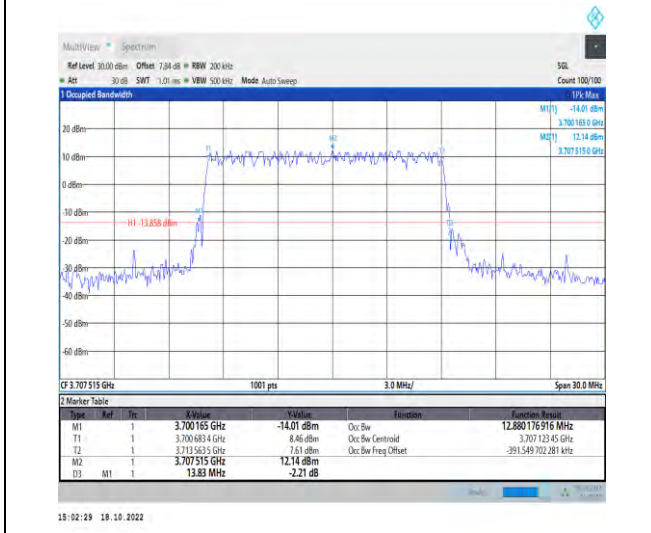 MultiView Spectrum
Ref Level 30.00 dBm Offset 7.84 dB RBW 200 kHz SGL
Att 30 dB SWT 1.01 ms VBW 500 kHz Mode Auto Sweep Count 100/100
1 Occupied Bandwidth 1Pk Max
M1[1] -14.01 dBm
3.700 165 0 GHz
20 dBm M2[1] 12.14 dBm
M2
3.707 515 0 GHz
10 dBm
0 dBm
-10 dBm
M1
H1 -13.858 dBm
-20 dBm
-30 dBm
-40 dBm
-50 dBm
-60 dBm
CF 3.707 515 GHz 1001 pts 3.0 MHz/ Span 30.0 MHz
2 Marker Table
Type Ref Trc X-Value Y-Value Function Function Result
M1 1 3.700 165 GHz -14.01 dBm Occ Bw 12.880 176 916 MHz
T1 1 3.700 683 4 GHz 8.46 dBm Occ Bw Centroid 3.707 123 45 GHz
T2 1 3.713 563 5 GHz 7.61 dBm Occ Bw Freq Offset -391.549 702 281 kHz
M2 1 3.707 515 GHz 12.14 dBm
D3 M1 1 13.83 MHz -2.21 dB
15:02:29 18.10.2022